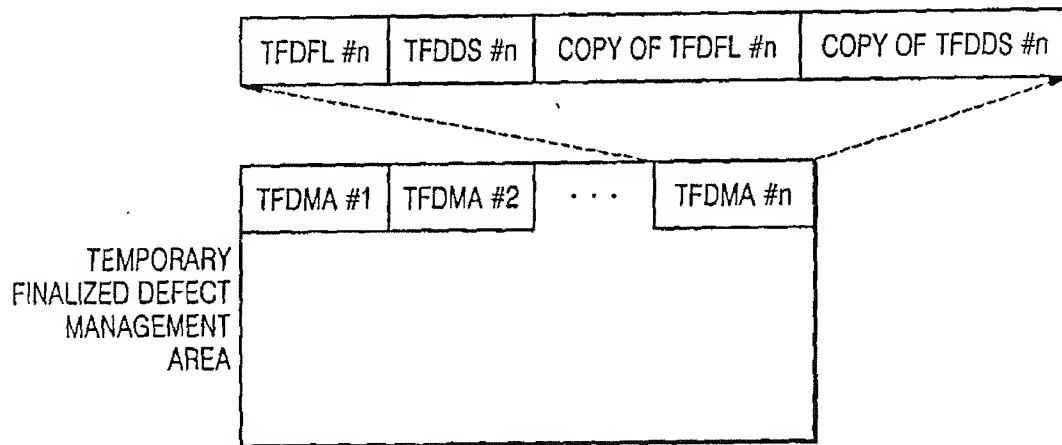 TFDFL #n TFDDS #n COPY OF TFDFL #n COPY OF TFDDS #n
TFDMA #1 TFDMA #2 · · · TFDMA #n
TEMPORARY
FINALIZED DEFECT
MANAGEMENT
AREA